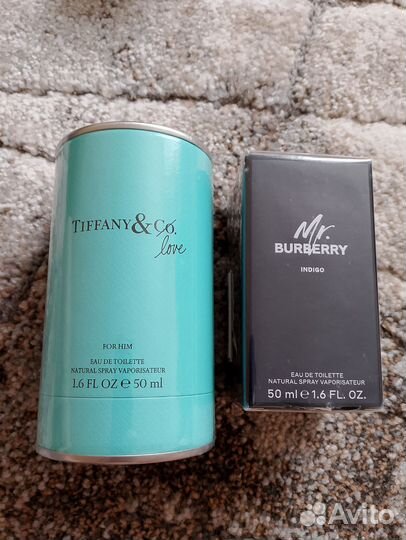 TIFFANY & CO.
love
FOR HIM
EAU DE TOILETTE
NATURAL SPRAY VAPORISATEUR
1.6 FL OZ ℮ 50 ml
Mr.
BURBERRY
INDIGO
EAU DE TOILETTE
NATURAL SPRAY VAPORISATEUR
50 ml ℮ 1.6 FL. OZ.
Avito